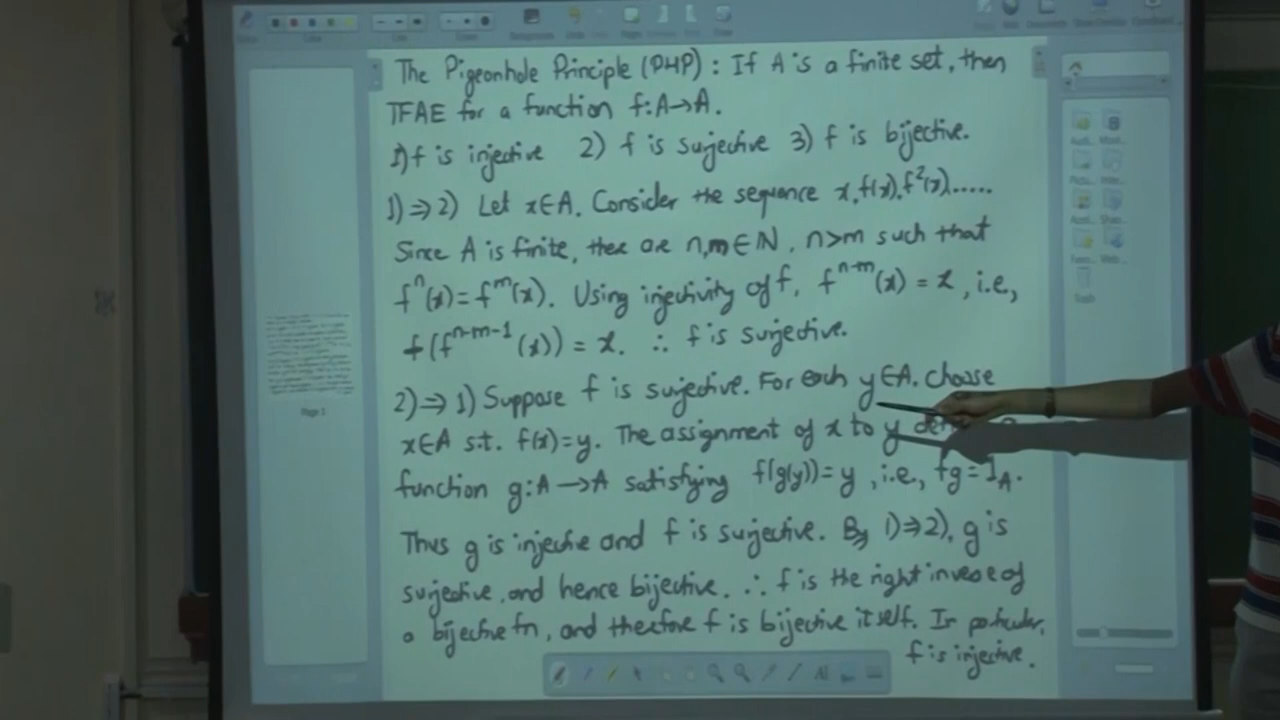 The Pigeonhole Principle (PHP) : If A is a finite set, then
TFAE for a function f:A→A.
1) f is injective 2) f is surjective 3) f is bijective.
1)⇒2) Let x∈A. Consider the sequence x, f(x), f²(x),.....
Since A is finite, there are n,m∈ℕ, n>m such that
fⁿ(x)=fᵐ(x). Using injectivity of f, fⁿ⁻ᵐ(x) = x, i.e.,
f(fⁿ⁻ᵐ⁻¹(x)) = x. ∴ f is surjective.
2)⇒1) Suppose f is surjective. For each y∈A, choose
x∈A s.t. f(x)=y. The assignment of x to y
function g:A→A satisfying f(g(y))=y, i.e., fg=1_A.
Thus g is injective and f is surjective. By 1)⇒2), g is
surjective, and hence bijective. ∴ f is the right inverse of
a bijective fn, and therefore f is bijective itself. In particular,
f is injective.
Page 1